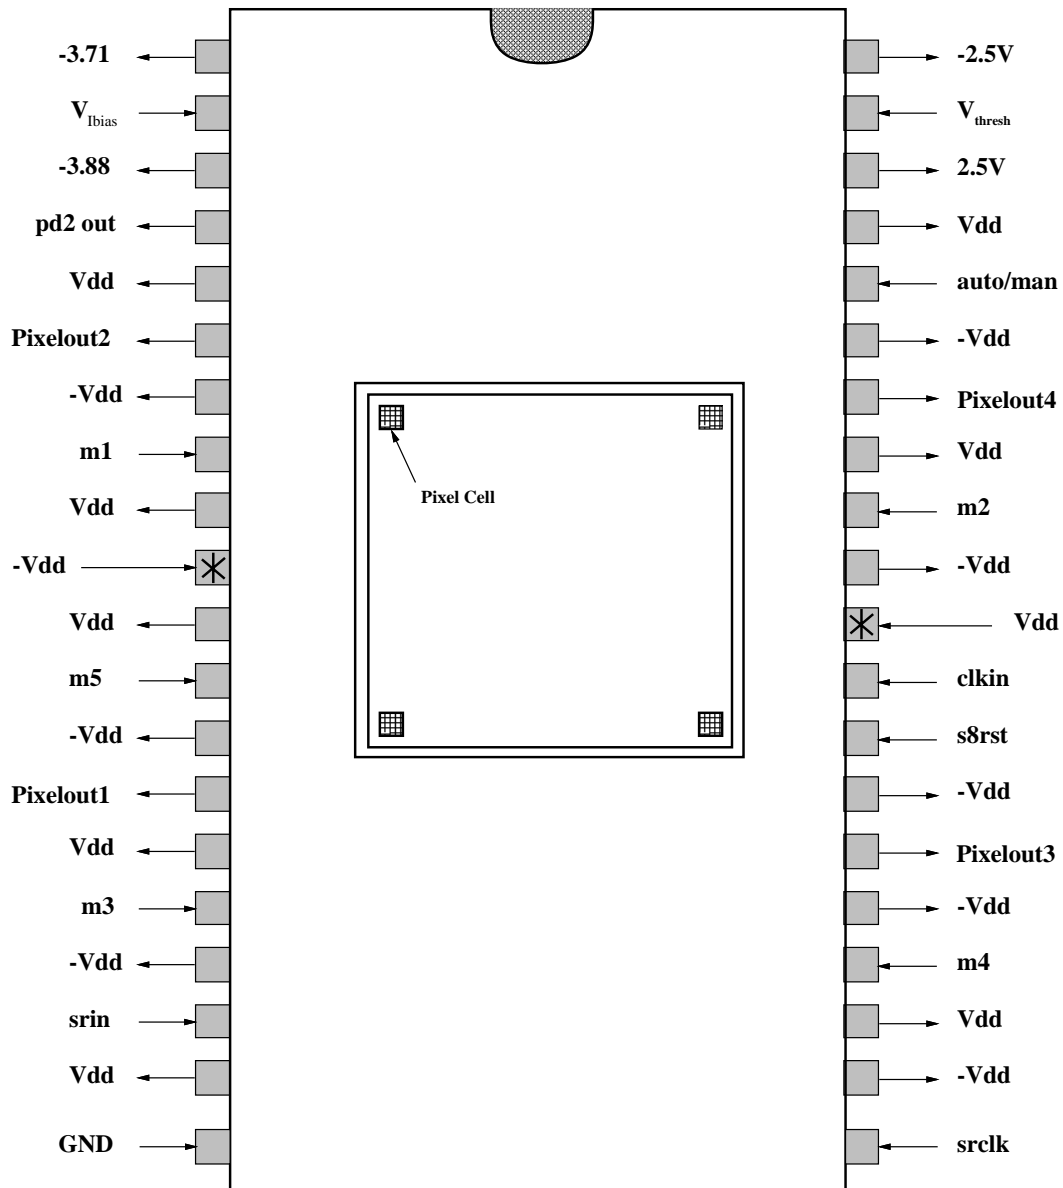 -3.71
V Ibias
-3.88
pd2 out
Vdd
Pixelout2
-Vdd
m1
Vdd
-Vdd
Vdd
m5
-Vdd
Pixelout1
Vdd
m3
-Vdd
srin
Vdd
GND
Pixel Cell
-2.5V
V thresh
2.5V
Vdd
auto/man
-Vdd
Pixelout4
Vdd
m2
-Vdd
Vdd
clkin
s8rst
-Vdd
Pixelout3
-Vdd
m4
Vdd
-Vdd
srclk